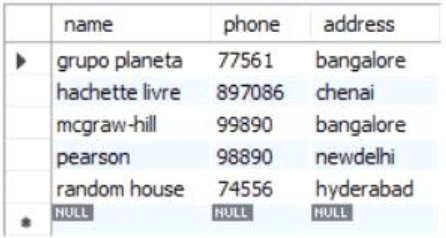 name phone address
grupo planeta 77561 bangalore
hachette livre 897086 chenai
mcgraw-hill 99890 bangalore
pearson 98890 newdelhi
random house 74556 hyderabad
NULL NULL NULL